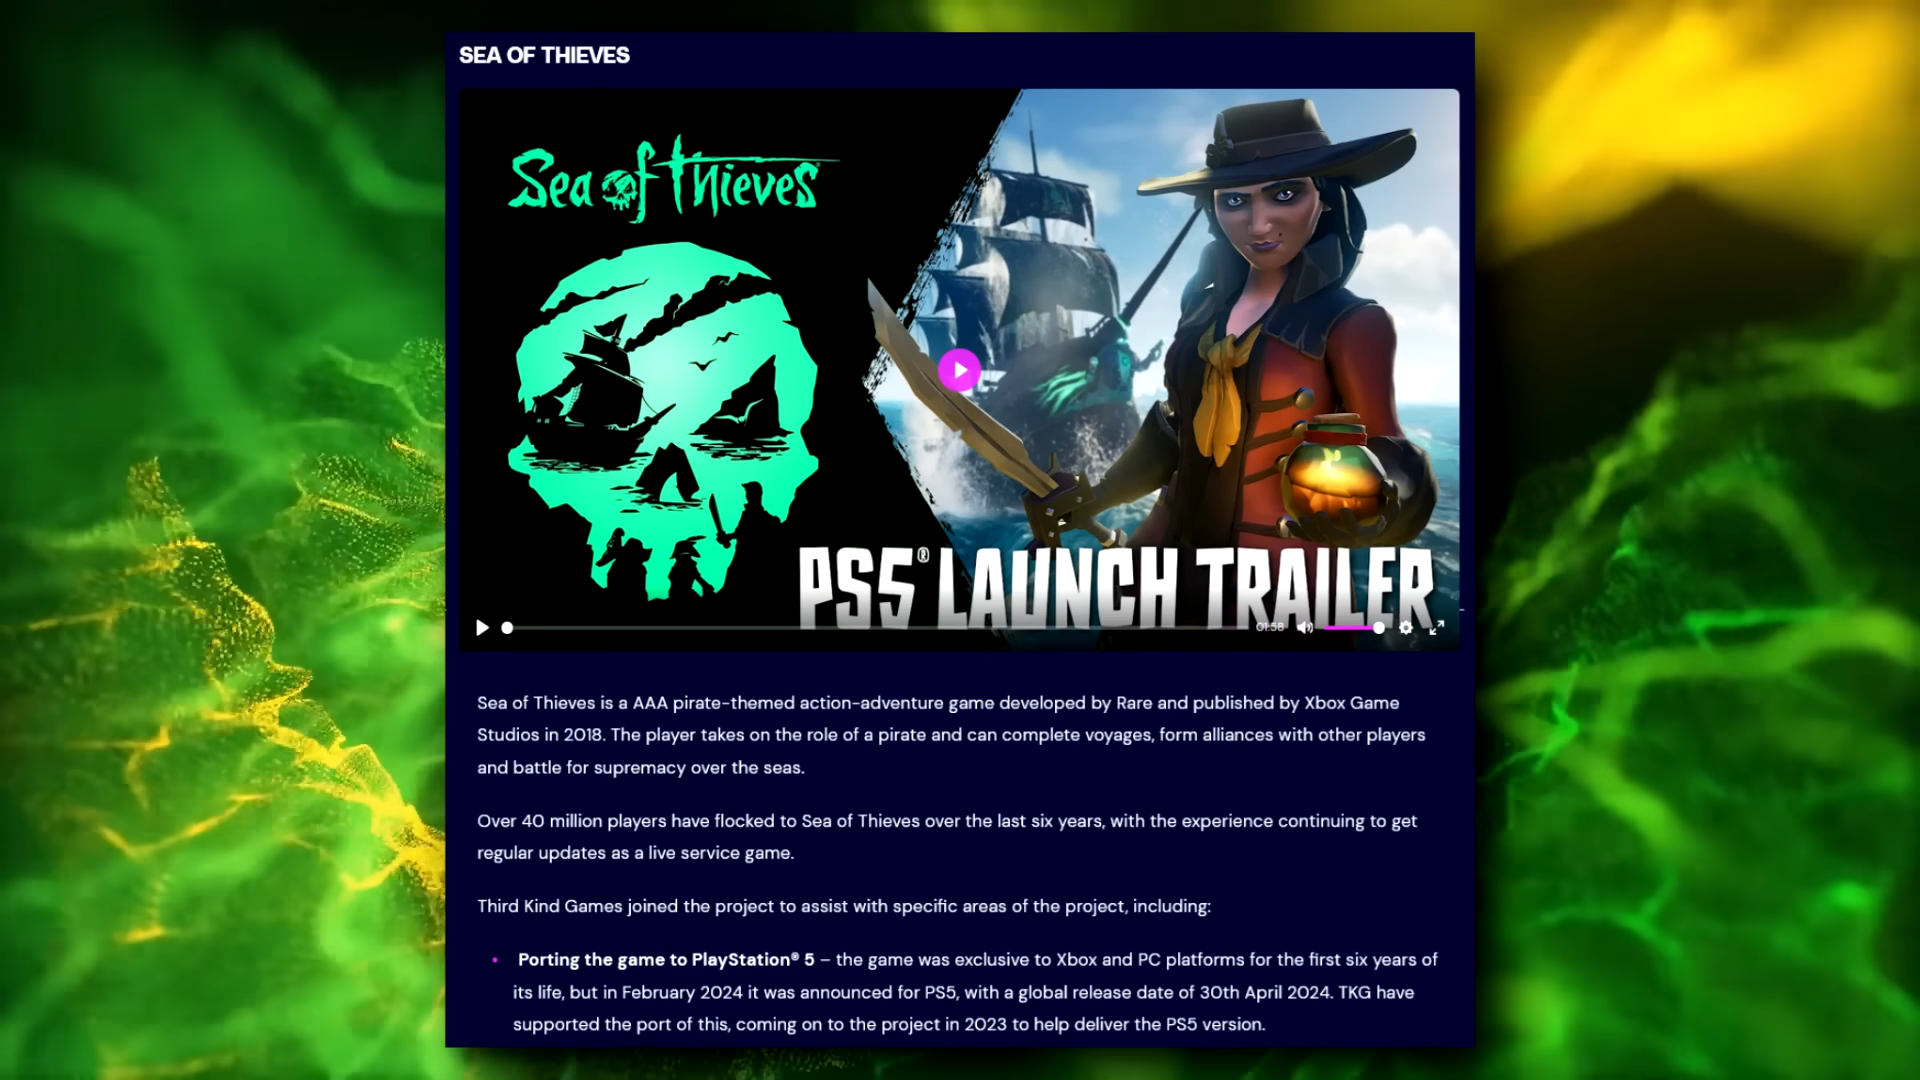 SEA OF THIEVES
Sea of Thieves
PS5® LAUNCH TRAILER
01:58
Sea of Thieves is a AAA pirate-themed action-adventure game developed by Rare and published by Xbox Game
Studios in 2018. The player takes on the role of a pirate and can complete voyages, form alliances with other players
and battle for supremacy over the seas.
Over 40 million players have flocked to Sea of Thieves over the last six years, with the experience continuing to get
regular updates as a live service game.
Third Kind Games joined the project to assist with specific areas of the project, including:
• Porting the game to PlayStation® 5 – the game was exclusive to Xbox and PC platforms for the first six years of
its life, but in February 2024 it was announced for PS5, with a global release date of 30th April 2024. TKG have
supported the port of this, coming on to the project in 2023 to help deliver the PS5 version.